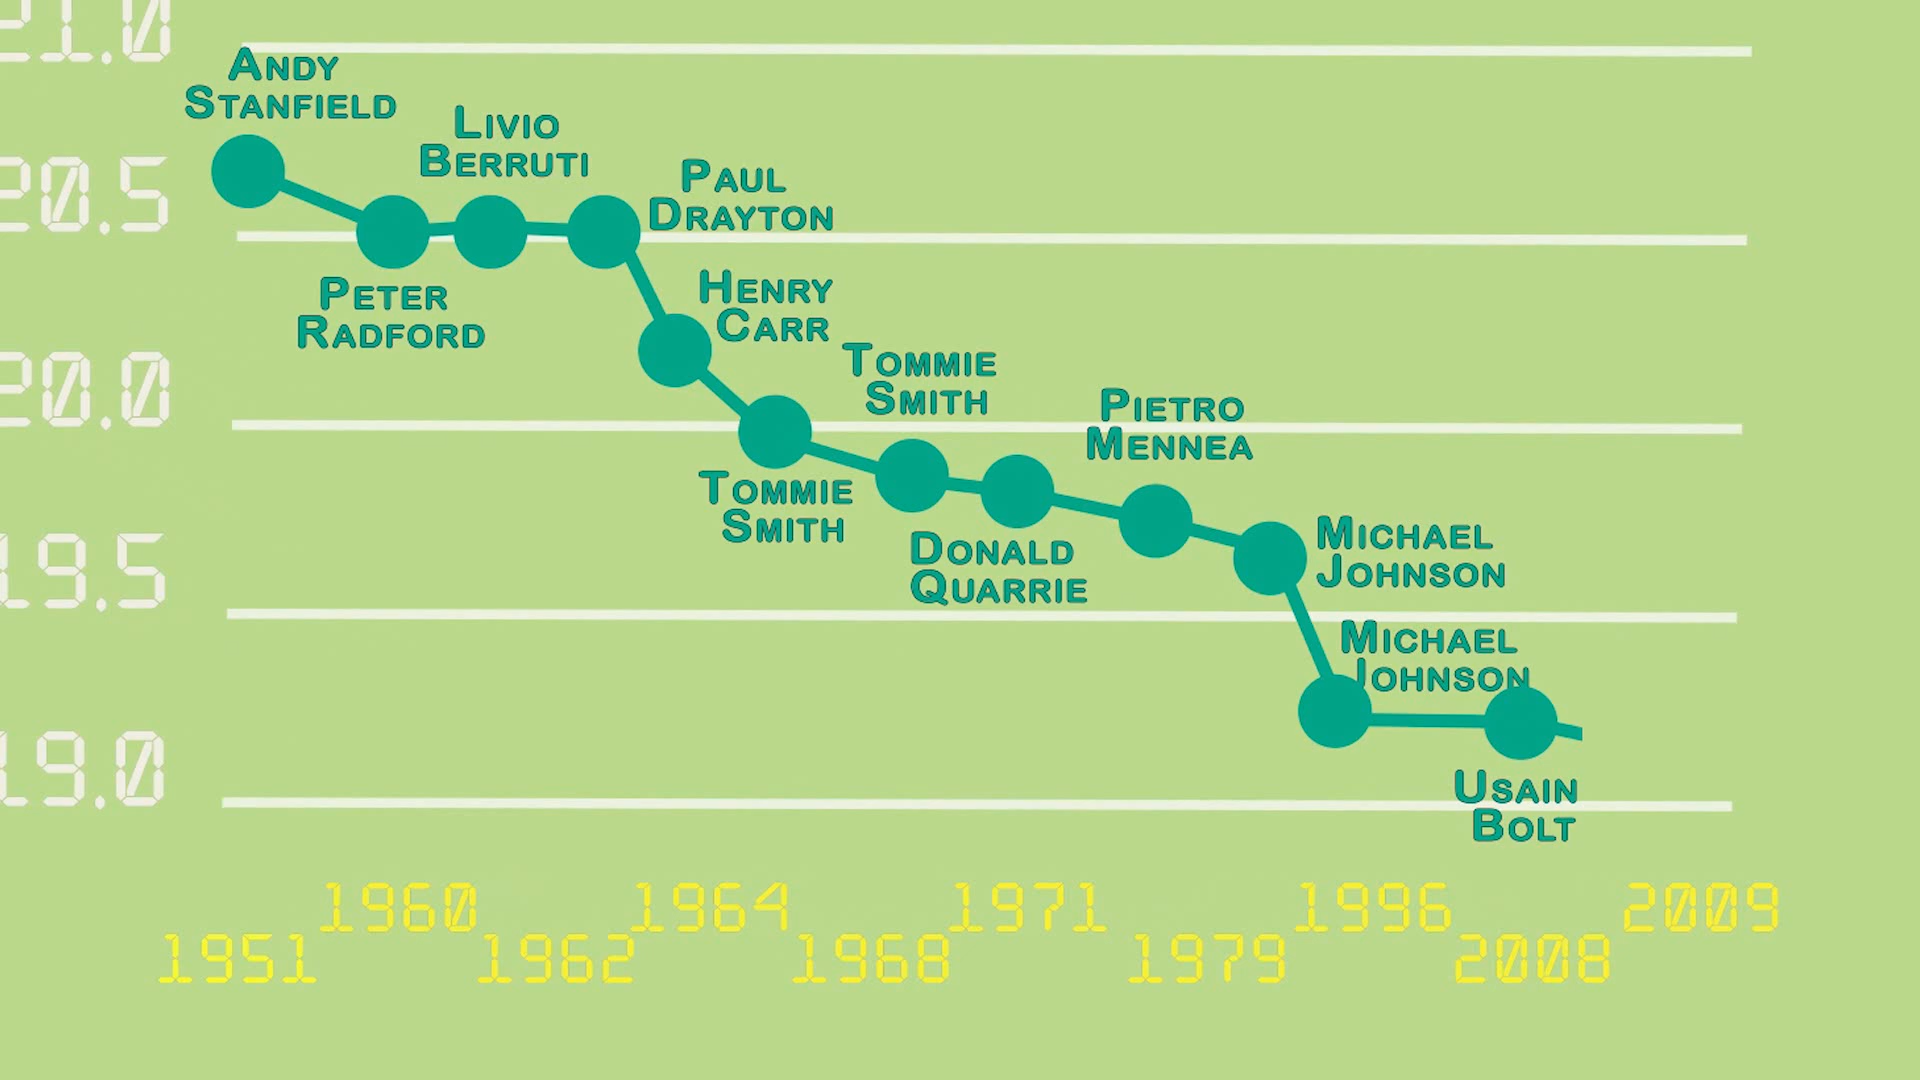 21.0
ANDY
STANFIELD
LIVIO
BERRUTI
20.5
PAUL
DRAYTON
PETER
RADFORD
HENRY
CARR
20.0
TOMMIE
SMITH
PIETRO
MENNEA
TOMMIE
SMITH
DONALD
QUARRIE
19.5
MICHAEL
JOHNSON
MICHAEL
JOHNSON
19.0
USAIN
BOLT
1960 1964 1971 1996 2009
1951 1962 1968 1979 2008